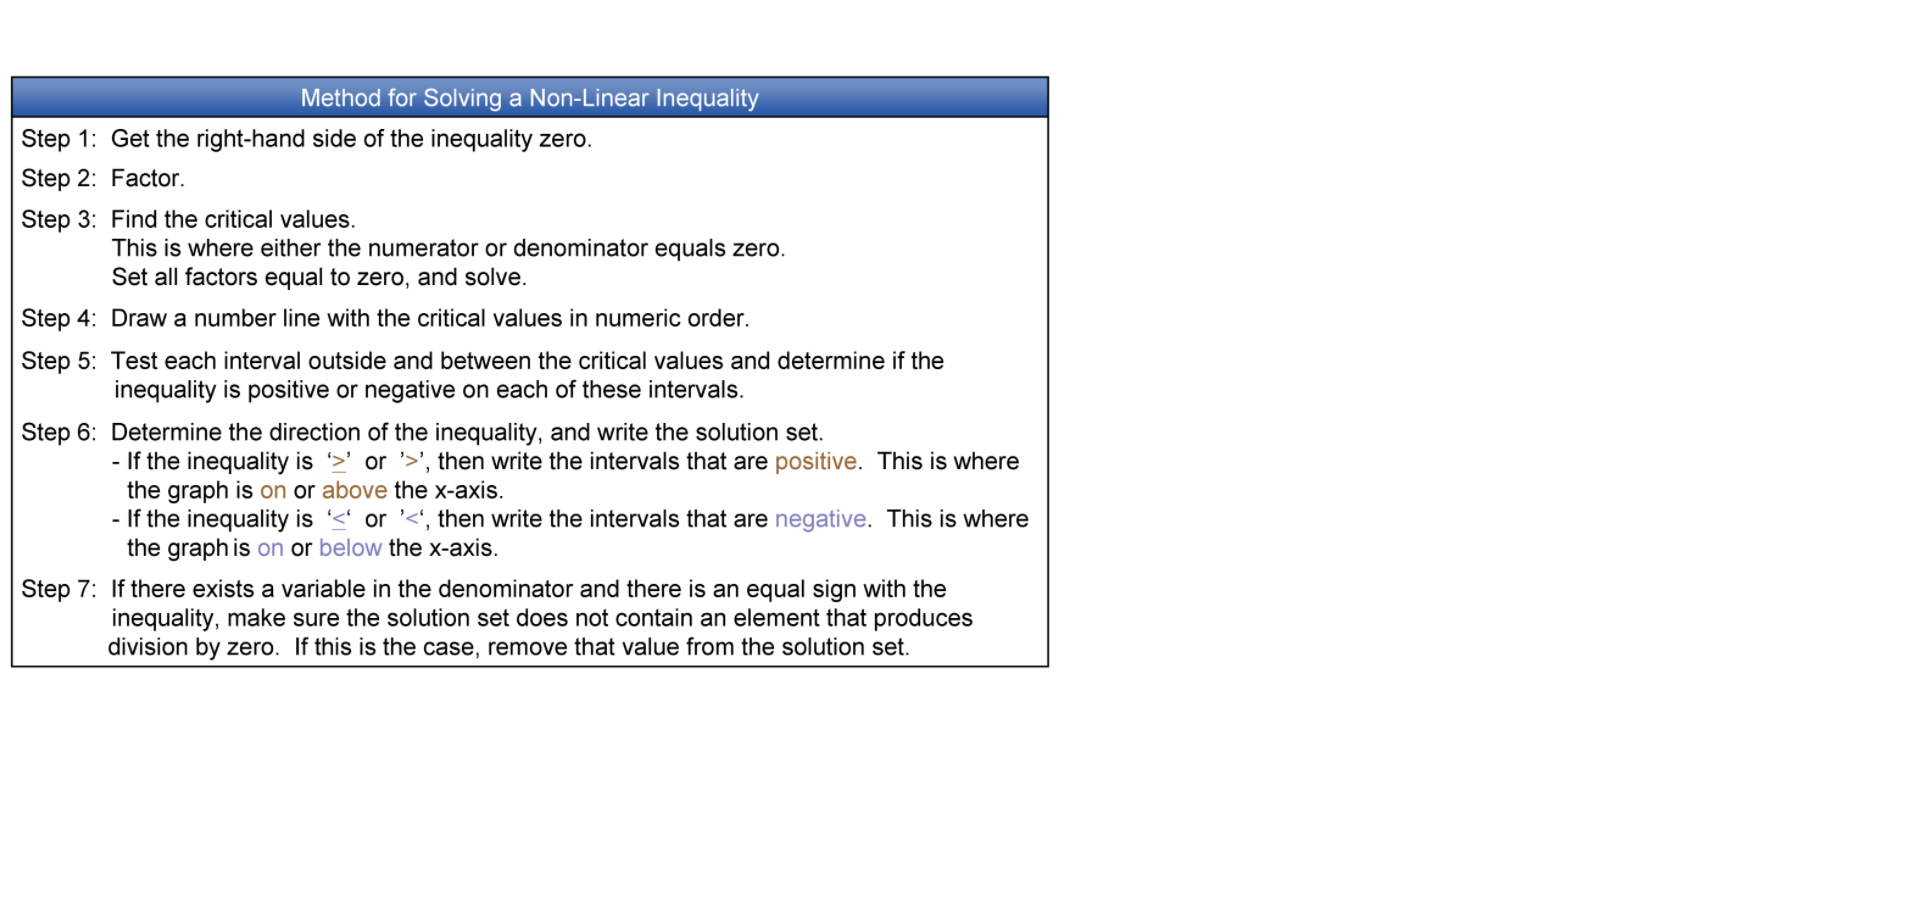 Method for Solving a Non-Linear Inequality
Step 1: Get the right-hand side of the inequality zero.
Step 2: Factor.
Step 3: Find the critical values.
This is where either the numerator or denominator equals zero.
Set all factors equal to zero, and solve.
Step 4: Draw a number line with the critical values in numeric order.
Step 5: Test each interval outside and between the critical values and determine if the
inequality is positive or negative on each of these intervals.
Step 6: Determine the direction of the inequality, and write the solution set.
- If the inequality is ‘≥’ or ’>’, then write the intervals that are positive. This is where
the graph is on or above the x-axis.
- If the inequality is ‘≤‘ or ’<‘, then write the intervals that are negative. This is where
the graph is on or below the x-axis.
Step 7: If there exists a variable in the denominator and there is an equal sign with the
inequality, make sure the solution set does not contain an element that produces
division by zero. If this is the case, remove that value from the solution set.